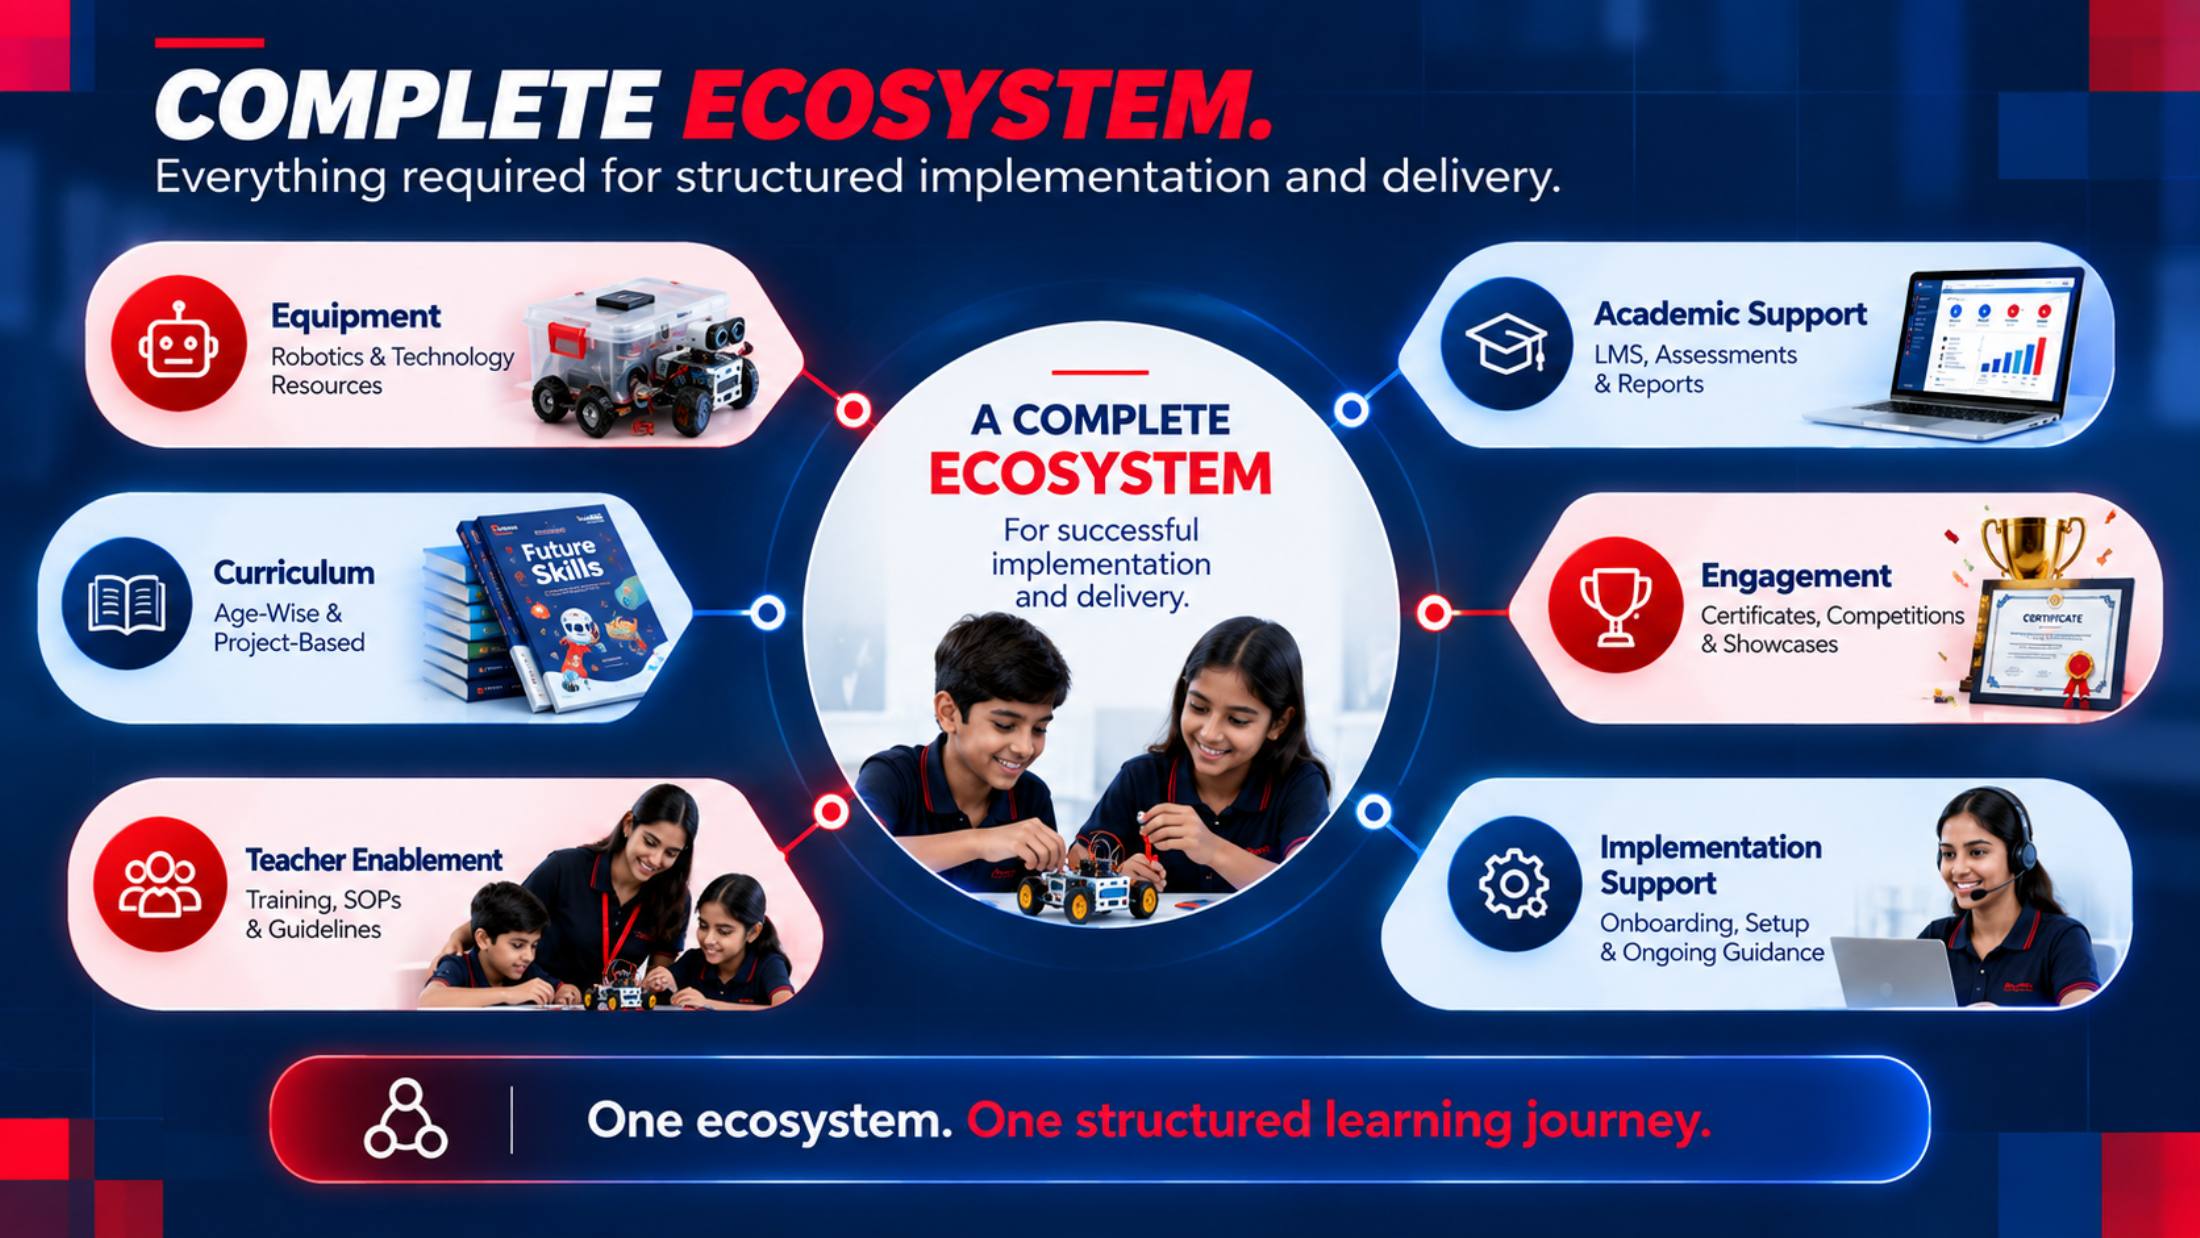 COMPLETE ECOSYSTEM.
Everything required for structured implementation and delivery.
Equipment
Robotics & Technology
Resources
Curriculum
Age-Wise &
Project-Based
Future
Skills
Teacher Enablement
Training, SOPs
& Guidelines
A COMPLETE
ECOSYSTEM
For successful
implementation
and delivery.
Academic Support
LMS, Assessments
& Reports
Engagement
Certificates, Competitions
& Showcases
CERTIFICATE
Implementation
Support
Onboarding, Setup
& Ongoing Guidance
One ecosystem. One structured learning journey.